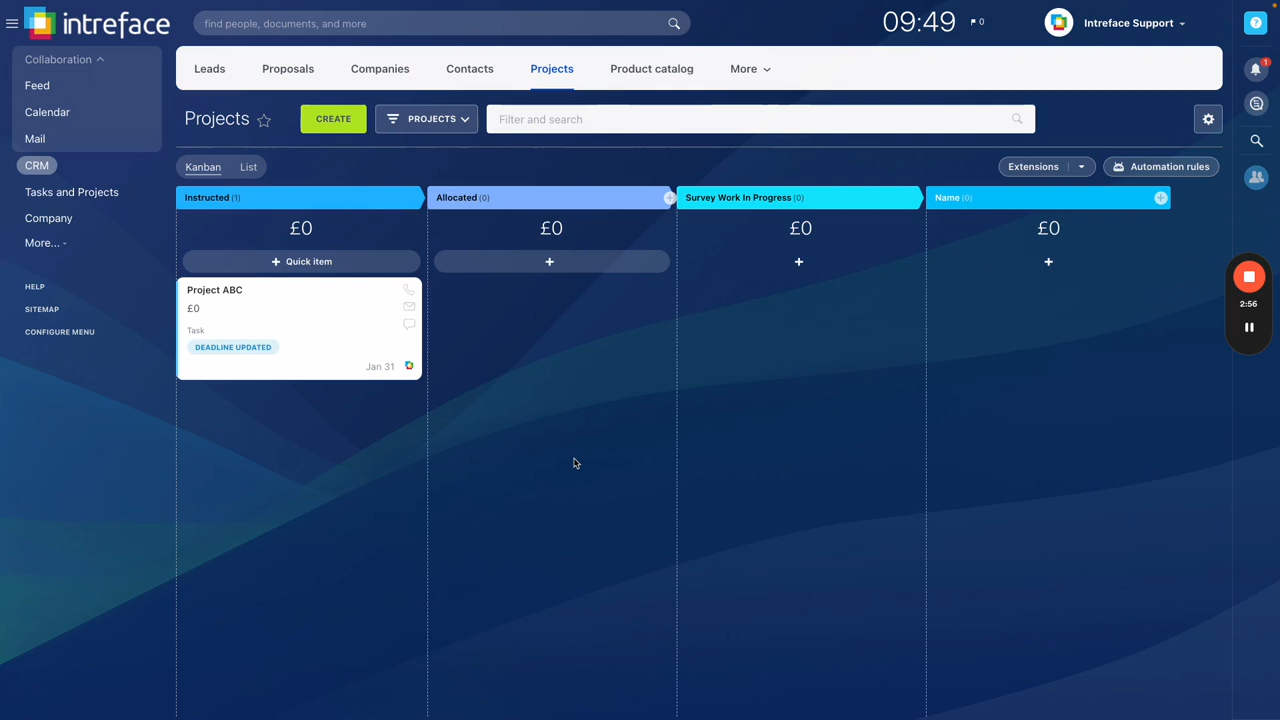 intreface
find people, documents, and more
09:49
0
Intreface Support
Collaboration
Feed
Calendar
Mail
CRM
Tasks and Projects
Company
More...
HELP
SITEMAP
CONFIGURE MENU
Leads
Proposals
Companies
Contacts
Projects
Product catalog
More
Projects
CREATE
PROJECTS
Filter and search
Kanban
List
Extensions
Automation rules
Instructed (1)
Allocated (0)
Survey Work In Progress (0)
Name (0)
£0
£0
£0
£0
+ Quick item
+
+
+
Project ABC
£0
Task
DEADLINE UPDATED
Jan 31
?
1
2:56